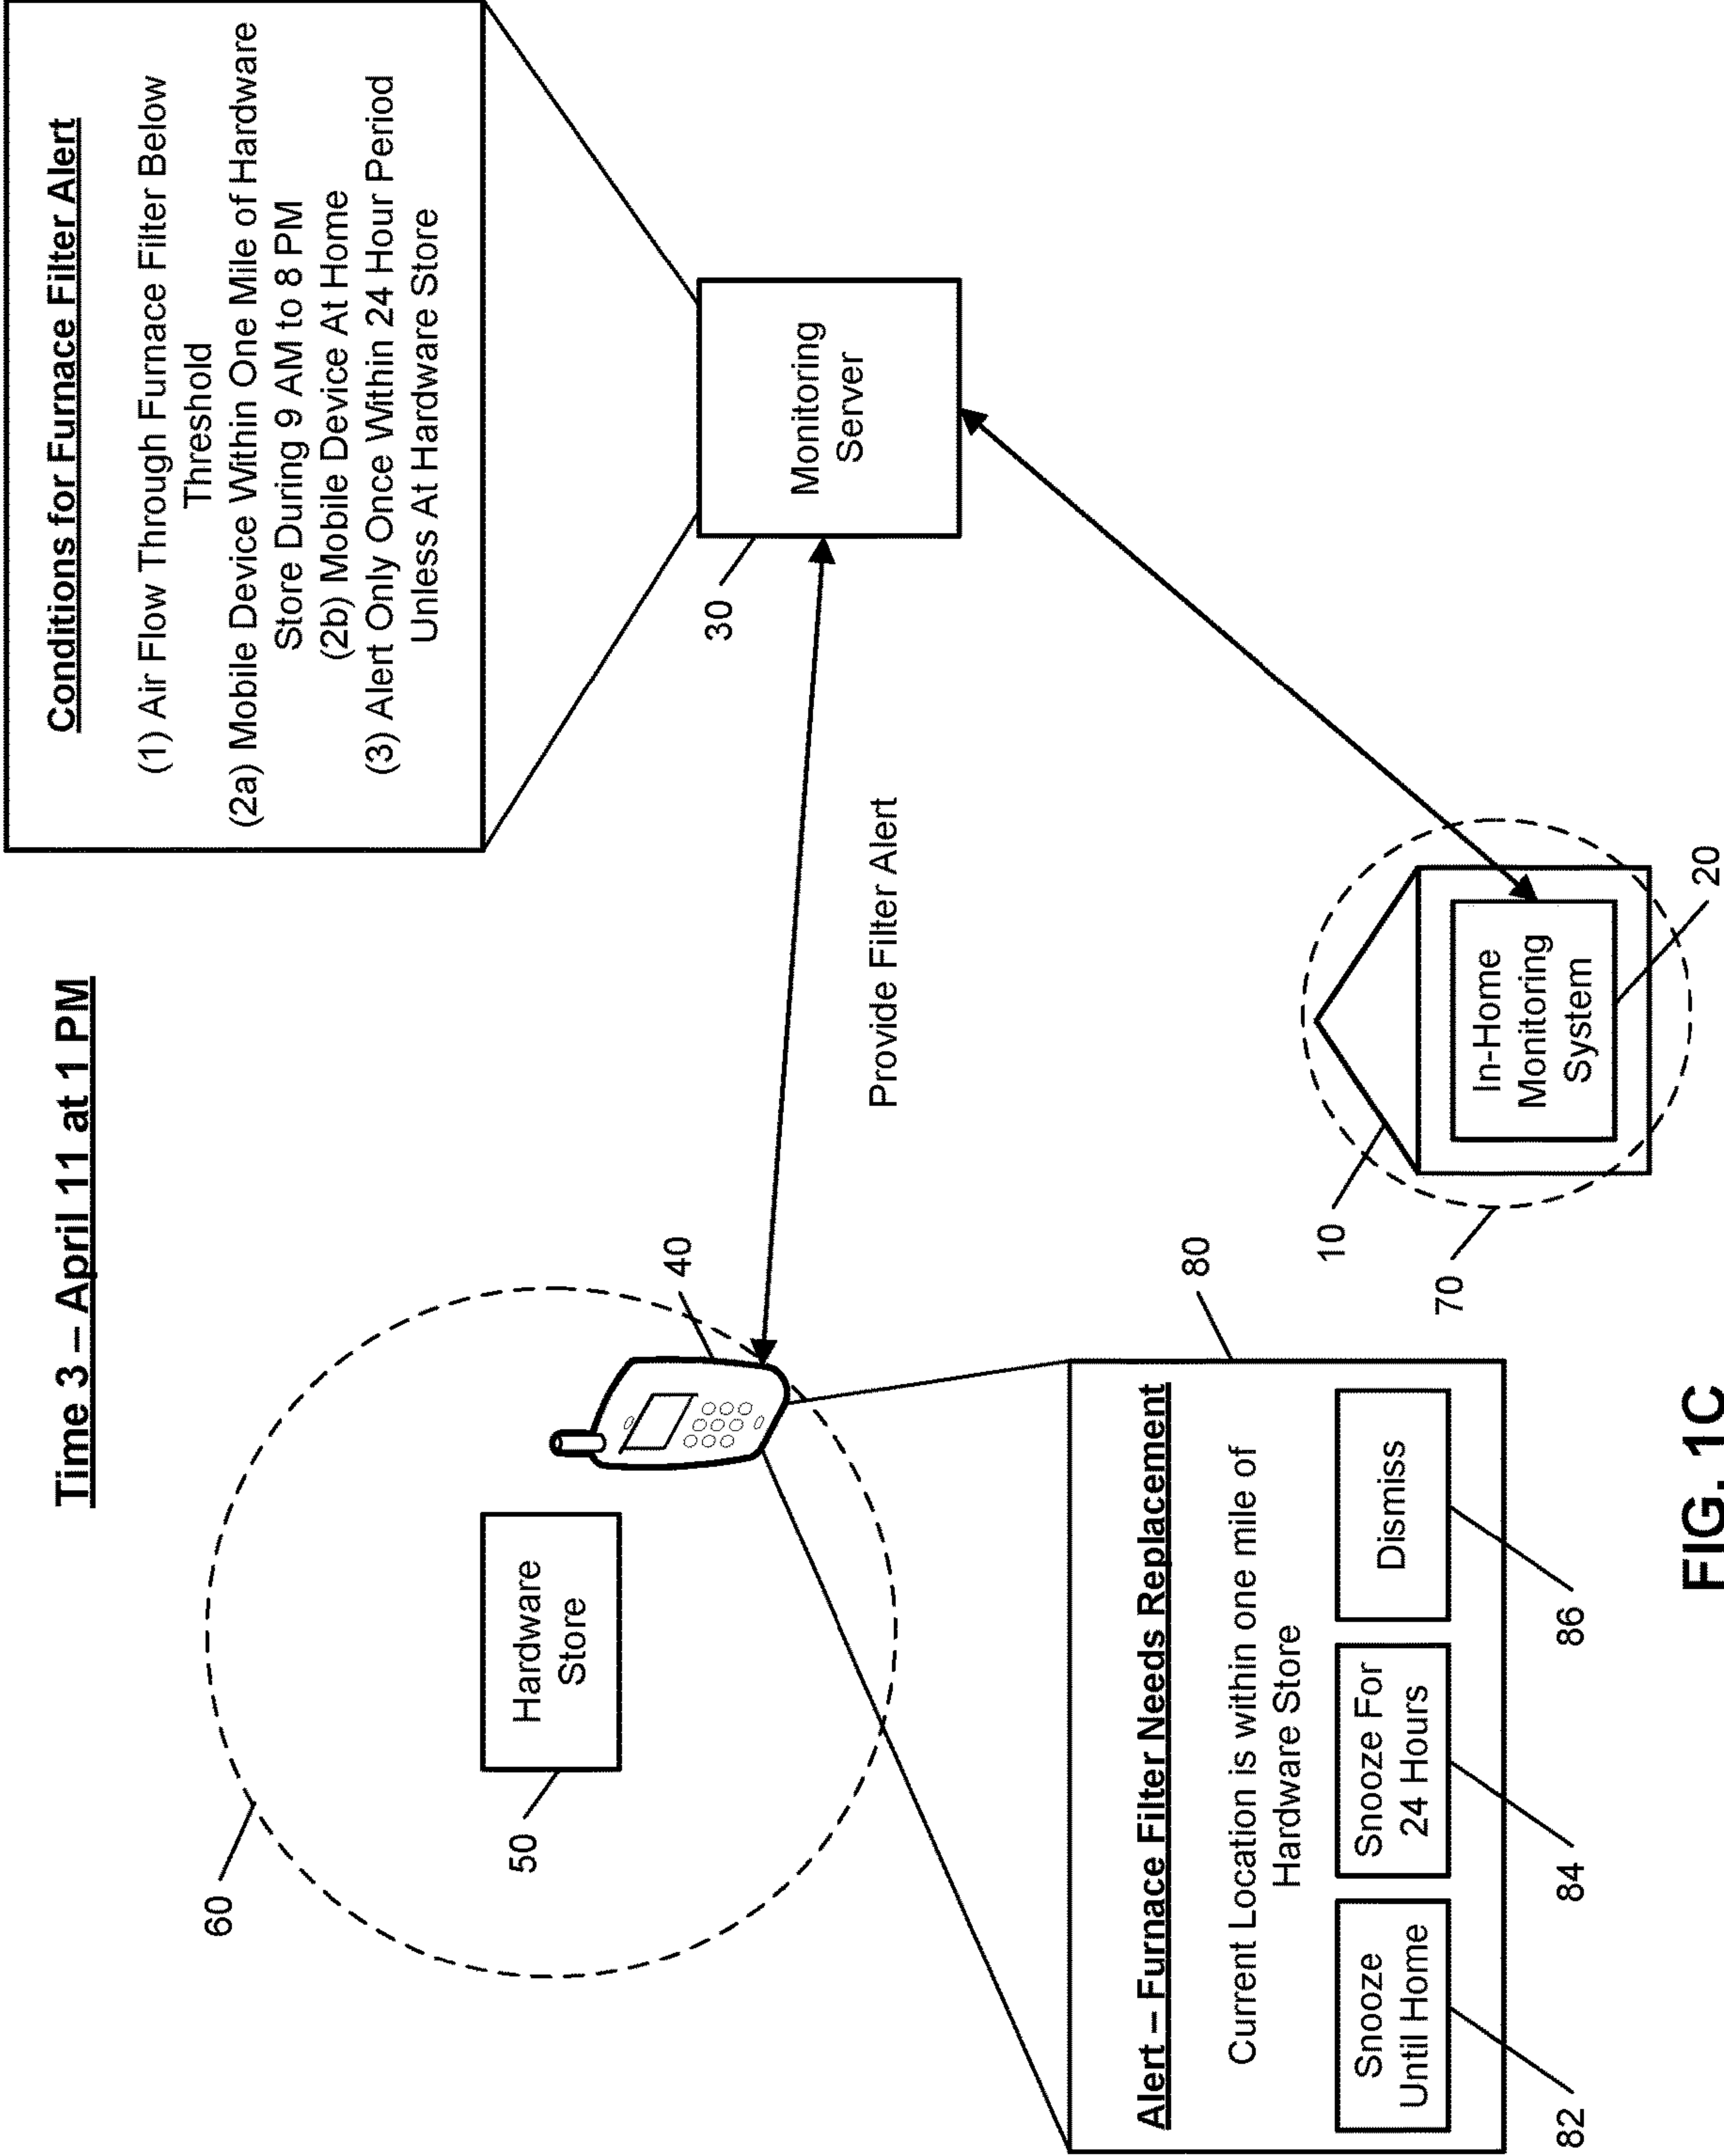 Time 3 – April 11 at 1 PM
Conditions for Furnace Filter Alert
(1) Air Flow Through Furnace Filter Below
Threshold
(2a) Mobile Device Within One Mile of Hardware
Store During 9 AM to 8 PM
(2b) Mobile Device At Home
(3) Alert Only Once Within 24 Hour Period
Unless At Hardware Store
60
Hardware
Store
50
40
30
Monitoring
Server
Provide Filter Alert
80
Alert – Furnace Filter Needs Replacement
Current Location is within one mile of
Hardware Store
Snooze
Until Home
Snooze For
24 Hours
Dismiss
82
84
86
10
70
In-Home
Monitoring
System
20
FIG. 1C